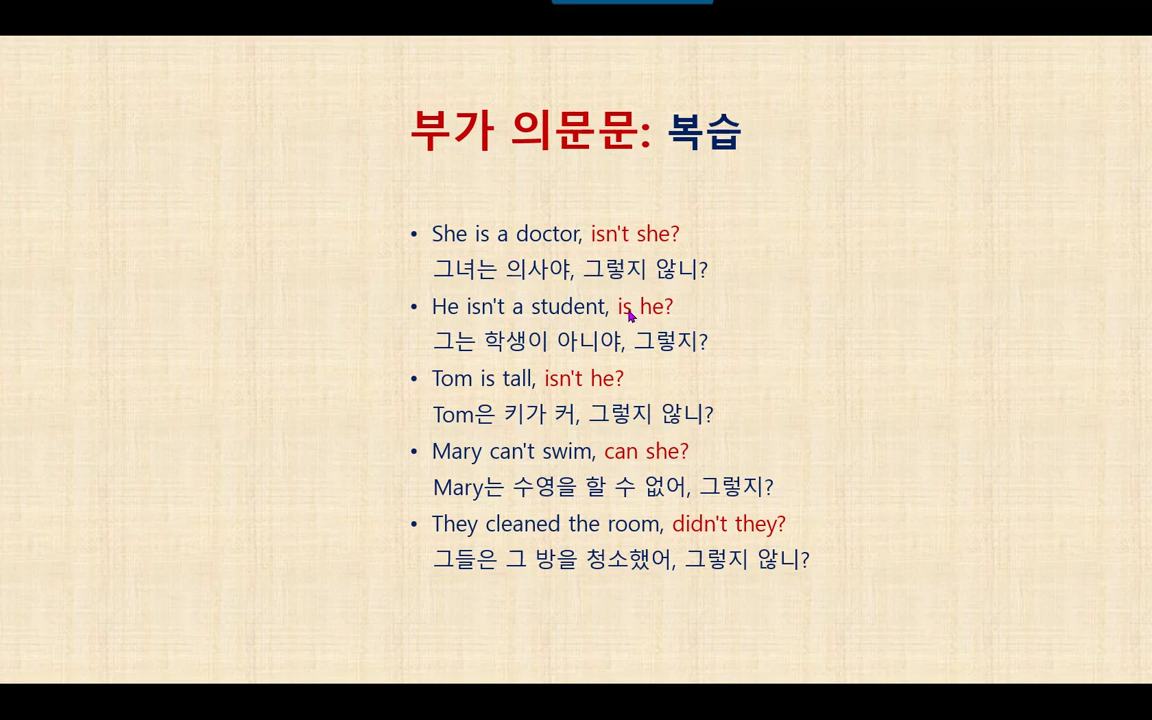 부가 의문문: 복습
• She is a doctor, isn't she?
그녀는 의사야, 그렇지 않니?
• He isn't a student, is he?
그는 학생이 아니야, 그렇지?
• Tom is tall, isn't he?
Tom은 키가 커, 그렇지 않니?
• Mary can't swim, can she?
Mary는 수영을 할 수 없어, 그렇지?
• They cleaned the room, didn't they?
그들은 그 방을 청소했어, 그렇지 않니?